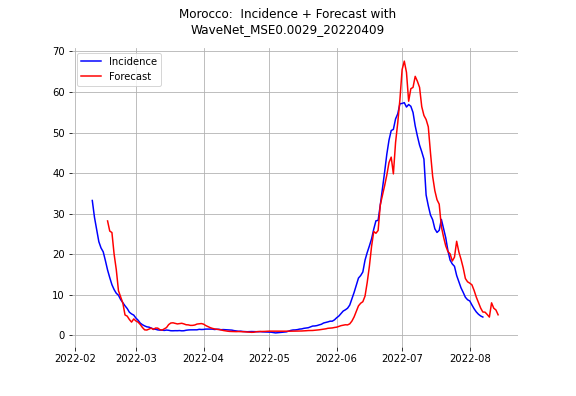 Morocco:  Incidence + Forecast with
WaveNet_MSE0.0029_20220409
Incidence
Forecast
70
60
50
40
30
20
10
0
2022-02 2022-03 2022-04 2022-05 2022-06 2022-07 2022-08